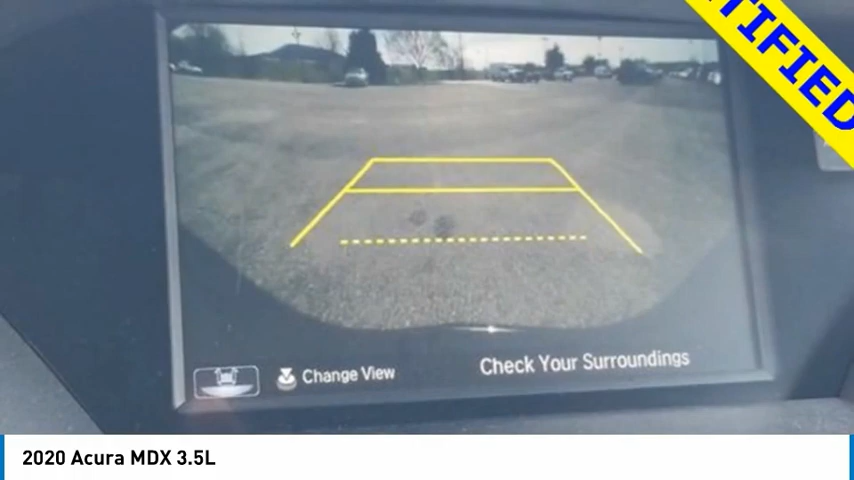 TIFIED
Change View
Check Your Surroundings
2020 Acura MDX 3.5L